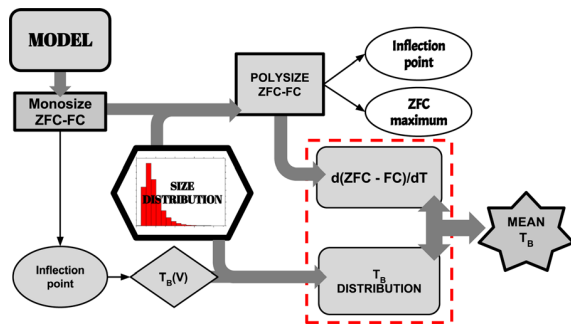 MODEL
Monosize
ZFC-FC
POLYSIZE
ZFC-FC
Inflection
point
ZFC
maximum
SIZE
DISTRIBUTION
d(ZFC - FC)/dT
MEAN
T_B
Inflection
point
T_B(V)
T_B
DISTRIBUTION